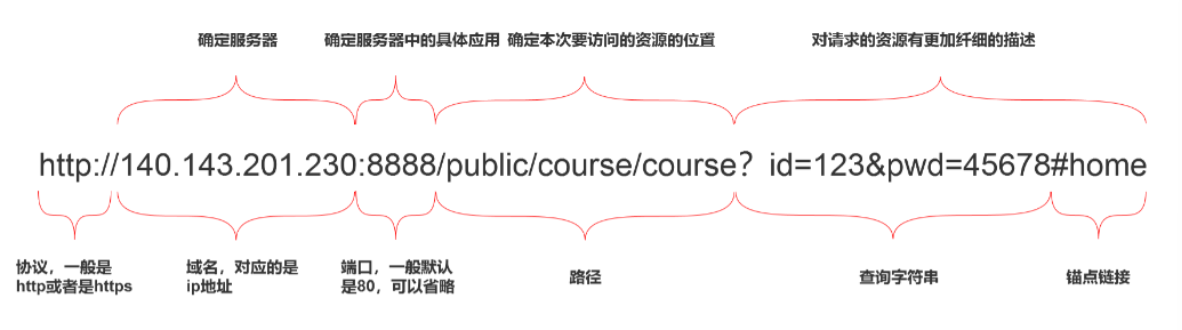 确定服务器
确定服务器中的具体应用
确定本次要访问的资源的位置
对请求的资源有更加纤细的描述
http://140.143.201.230:8888/public/course/course？id=123&pwd=45678#home
协议，一般是
http或者是https
域名，对应的是
ip地址
端口，一般默认
是80，可以省略
路径
查询字符串
锚点链接